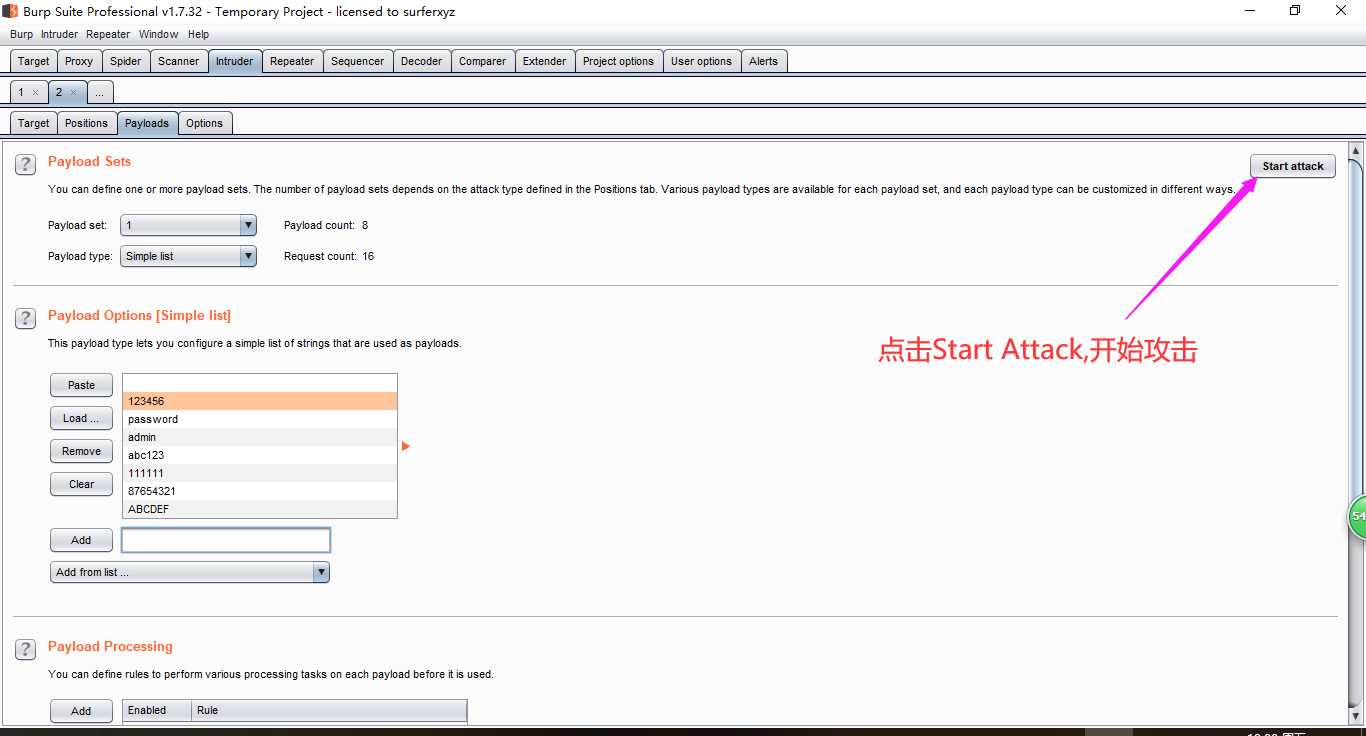 Burp Suite Professional v1.7.32 - Temporary Project - licensed to surferxyz
Burp Intruder Repeater Window Help
Target Proxy Spider Scanner Intruder Repeater Sequencer Decoder Comparer Extender Project options User options Alerts
1 × 2 × ...
Target Positions Payloads Options
? Payload Sets
Start attack
You can define one or more payload sets. The number of payload sets depends on the attack type defined in the Positions tab. Various payload types are available for each payload set, and each payload type can be customized in different ways.
Payload set: 1 Payload count: 8
Payload type: Simple list Request count: 16
? Payload Options [Simple list]
This payload type lets you configure a simple list of strings that are used as payloads.
点击Start Attack,开始攻击
Paste
Load ...
Remove
Clear
123456
password
admin
abc123
111111
87654321
ABCDEF
54
Add
Add from list ...
? Payload Processing
You can define rules to perform various processing tasks on each payload before it is used.
Add Enabled Rule